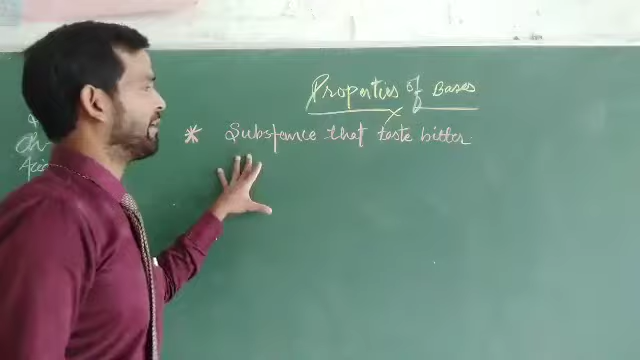 Properties of Bases
* Substance that taste bitter.